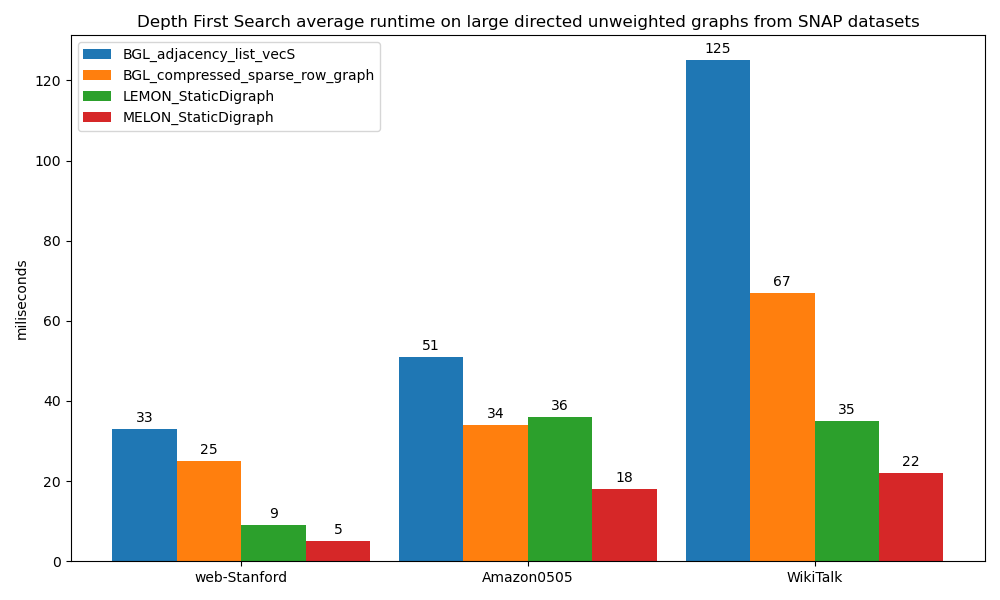 Depth First Search average runtime on large directed unweighted graphs from SNAP datasets
BGL_adjacency_list_vecS
BGL_compressed_sparse_row_graph
LEMON_StaticDigraph
MELON_StaticDigraph
miliseconds
120
100
80
60
40
20
0
33
25
9
5
51
34
36
18
125
67
35
22
web-Stanford
Amazon0505
WikiTalk